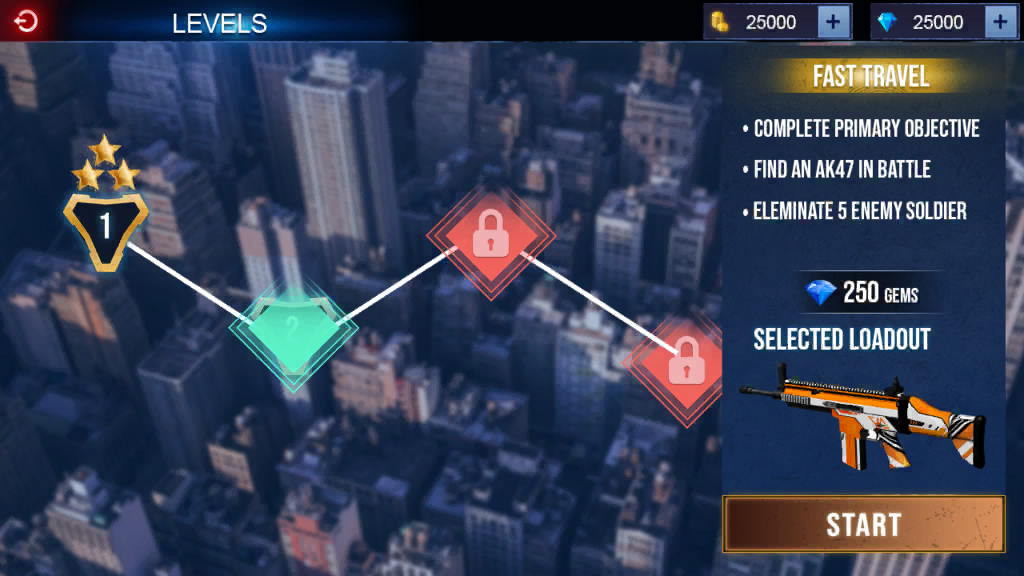 LEVELS
25000 +
25000 +
1
2
FAST TRAVEL
• COMPLETE PRIMARY OBJECTIVE
• FIND AN AK47 IN BATTLE
• ELEMINATE 5 ENEMY SOLDIER
250 GEMS
SELECTED LOADOUT
START